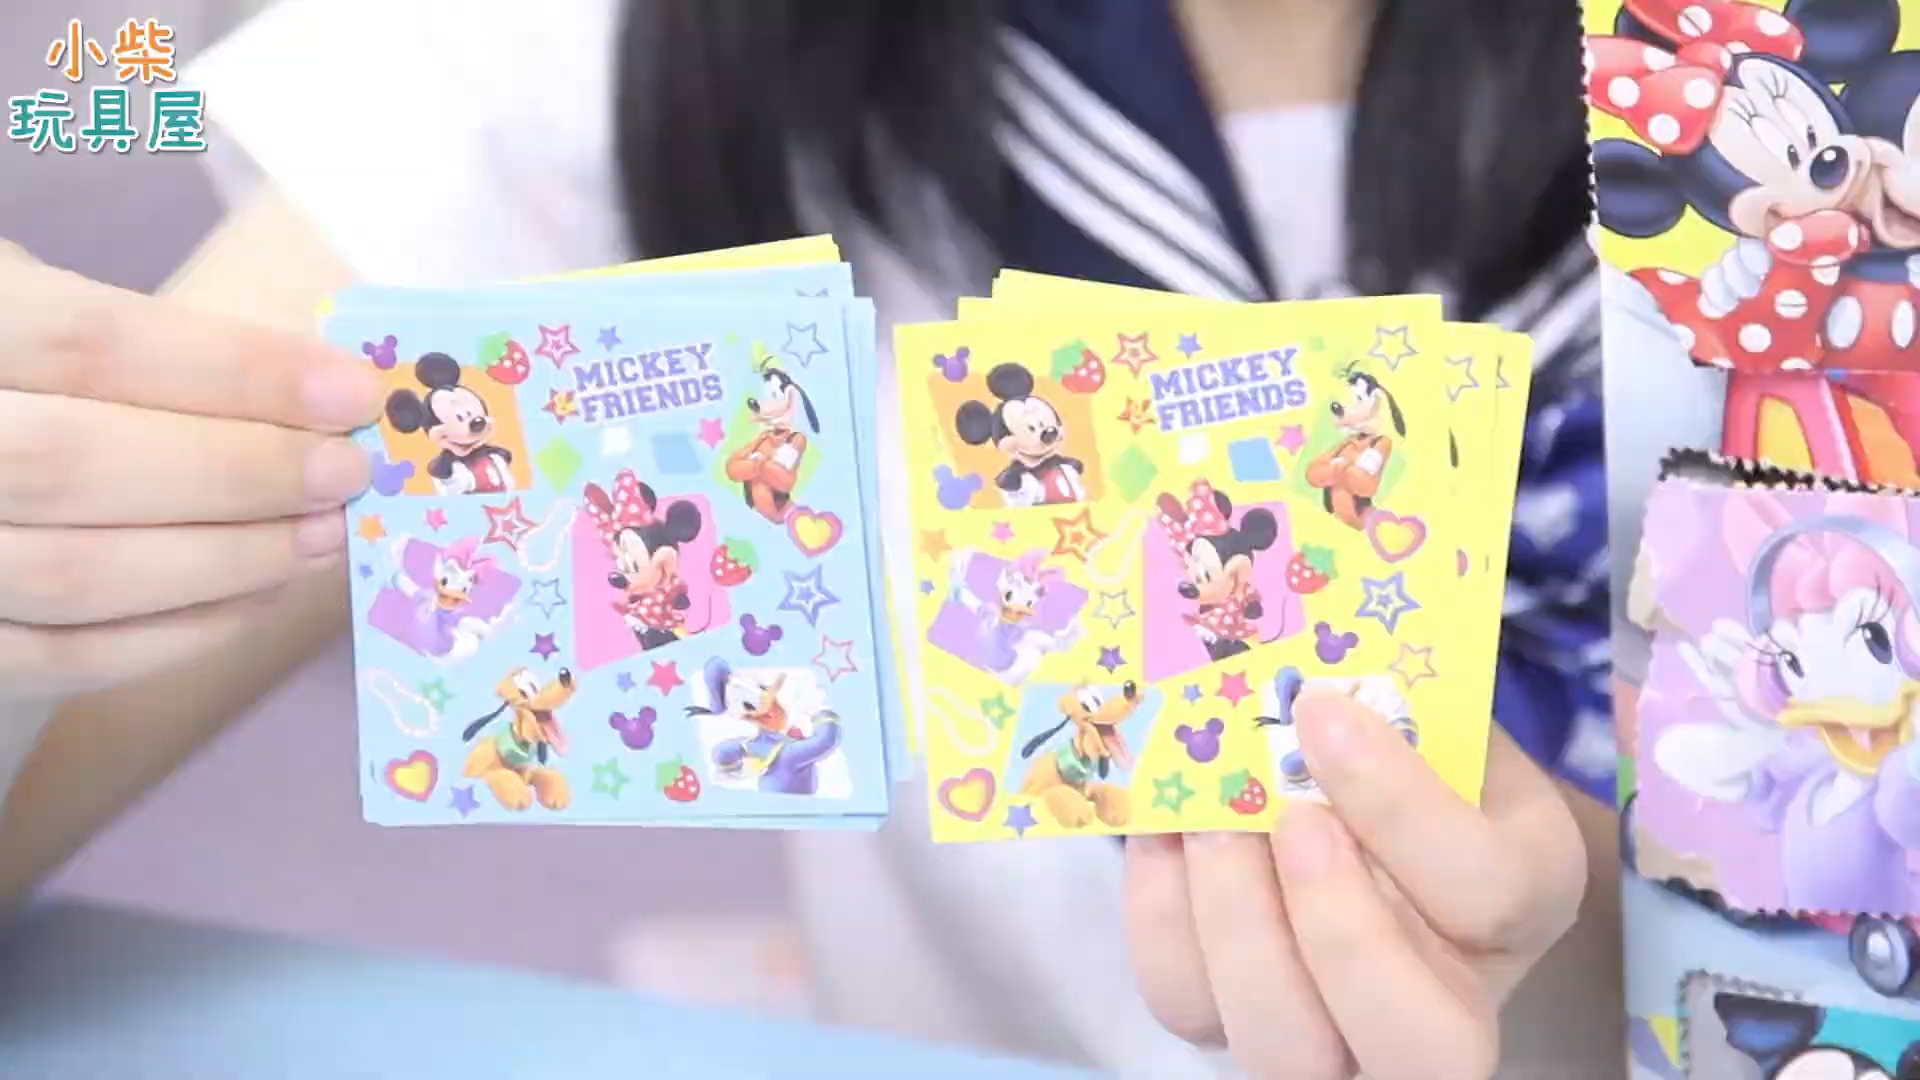 小柴
玩具屋
MICKEY
& FRIENDS
MICKEY
& FRIENDS